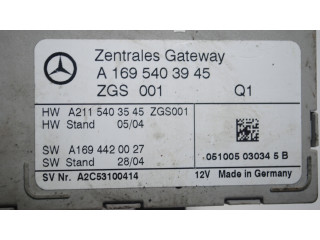 Zentrales Gateway
A 169 540 39 45
ZGS 001 Q1
HW A211 540 35 45 ZGS001
HW Stand 05/04
SW A169 442 00 27
SW Stand 28/04
051005 03034 5 B
SV Nr. A2C53100414 12V Made in Germany